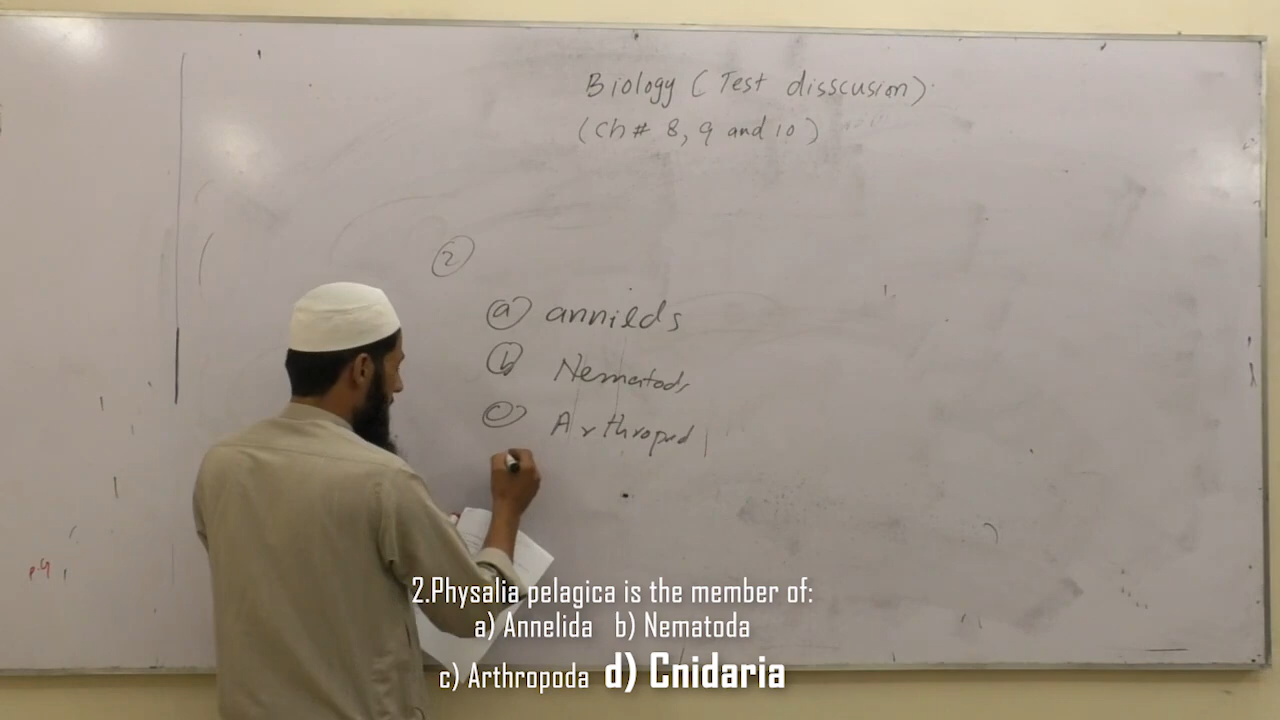 Biology (Test disscusion)
(Ch# 8, 9 and 10)
2
a annilds
b Nematods
c Arthropod
2.Physalia pelagica is the member of:
a) Annelida b) Nematoda
c) Arthropoda d) Cnidaria